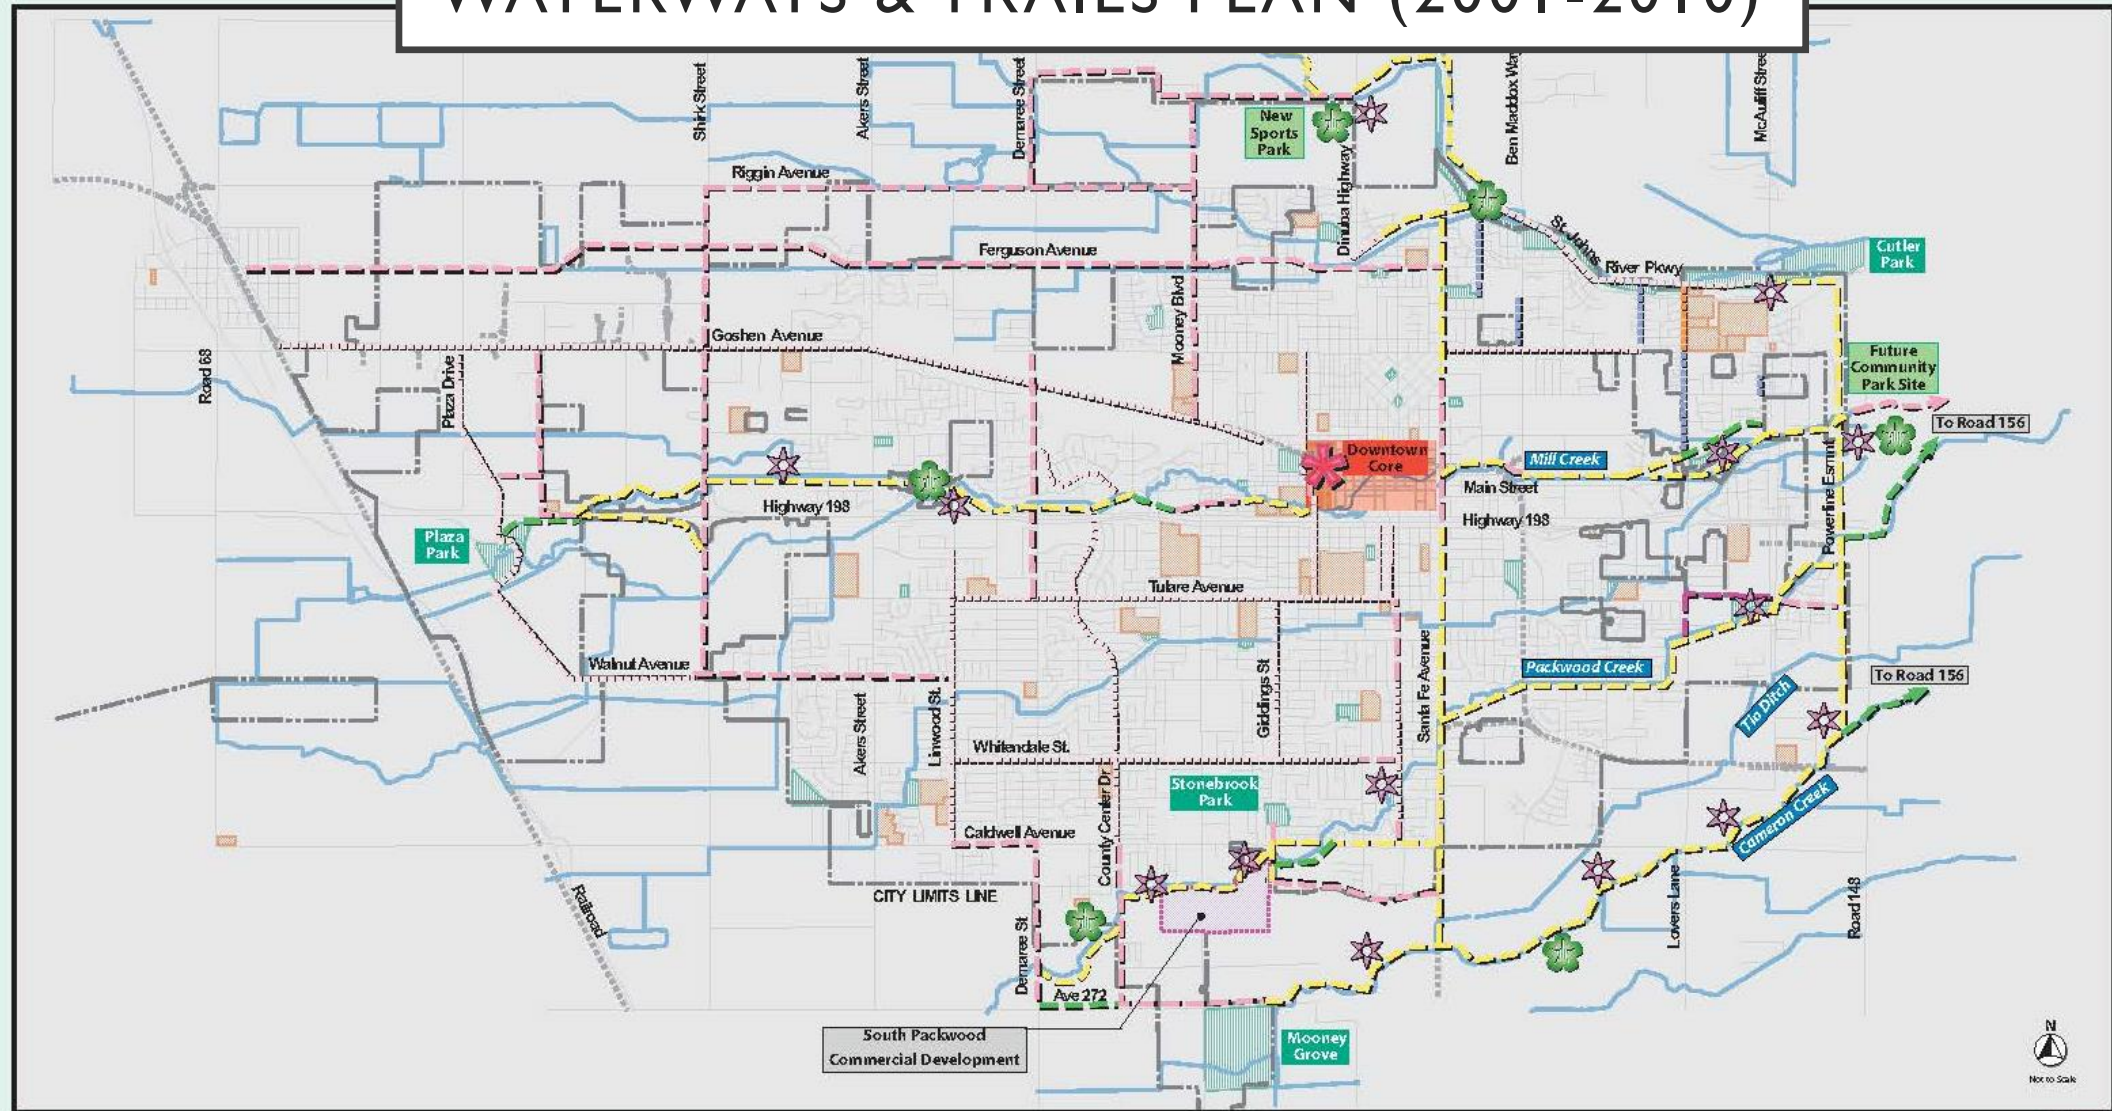 WATERWAYS & TRAILS PLAN (2001-2010)
Shirk Street
Akers Street
Demaree Street
Ben Maddox Way
McAuliff Street
New
Sports
Park
Dinuba Highway
Riggin Avenue
Ferguson Avenue
St. Johns
River Pkwy
Cutler
Park
Mooney Blvd
Goshen Avenue
Road 68
Plaza Drive
Future
Community
Park Site
To Road 156
Downtown
Core
Mill Creek
Main Street
Highway 198
Highway 198
Powerline Esmnt
Plaza
Park
Tulare Avenue
Walnut Avenue
Giddings St
Santa Fe Avenue
Packwood Creek
To Road 156
Tio Ditch
Akers Street
Linwood St.
Whitendale St.
Stonebrook
Park
County Center Dr
Caldwell Avenue
Cameron Creek
CITY LIMITS LINE
Railroad
Demaree St
Lovers Lane
Road 148
Ave 272
South Packwood
Commercial Development
Mooney
Grove
N
Not to Scale